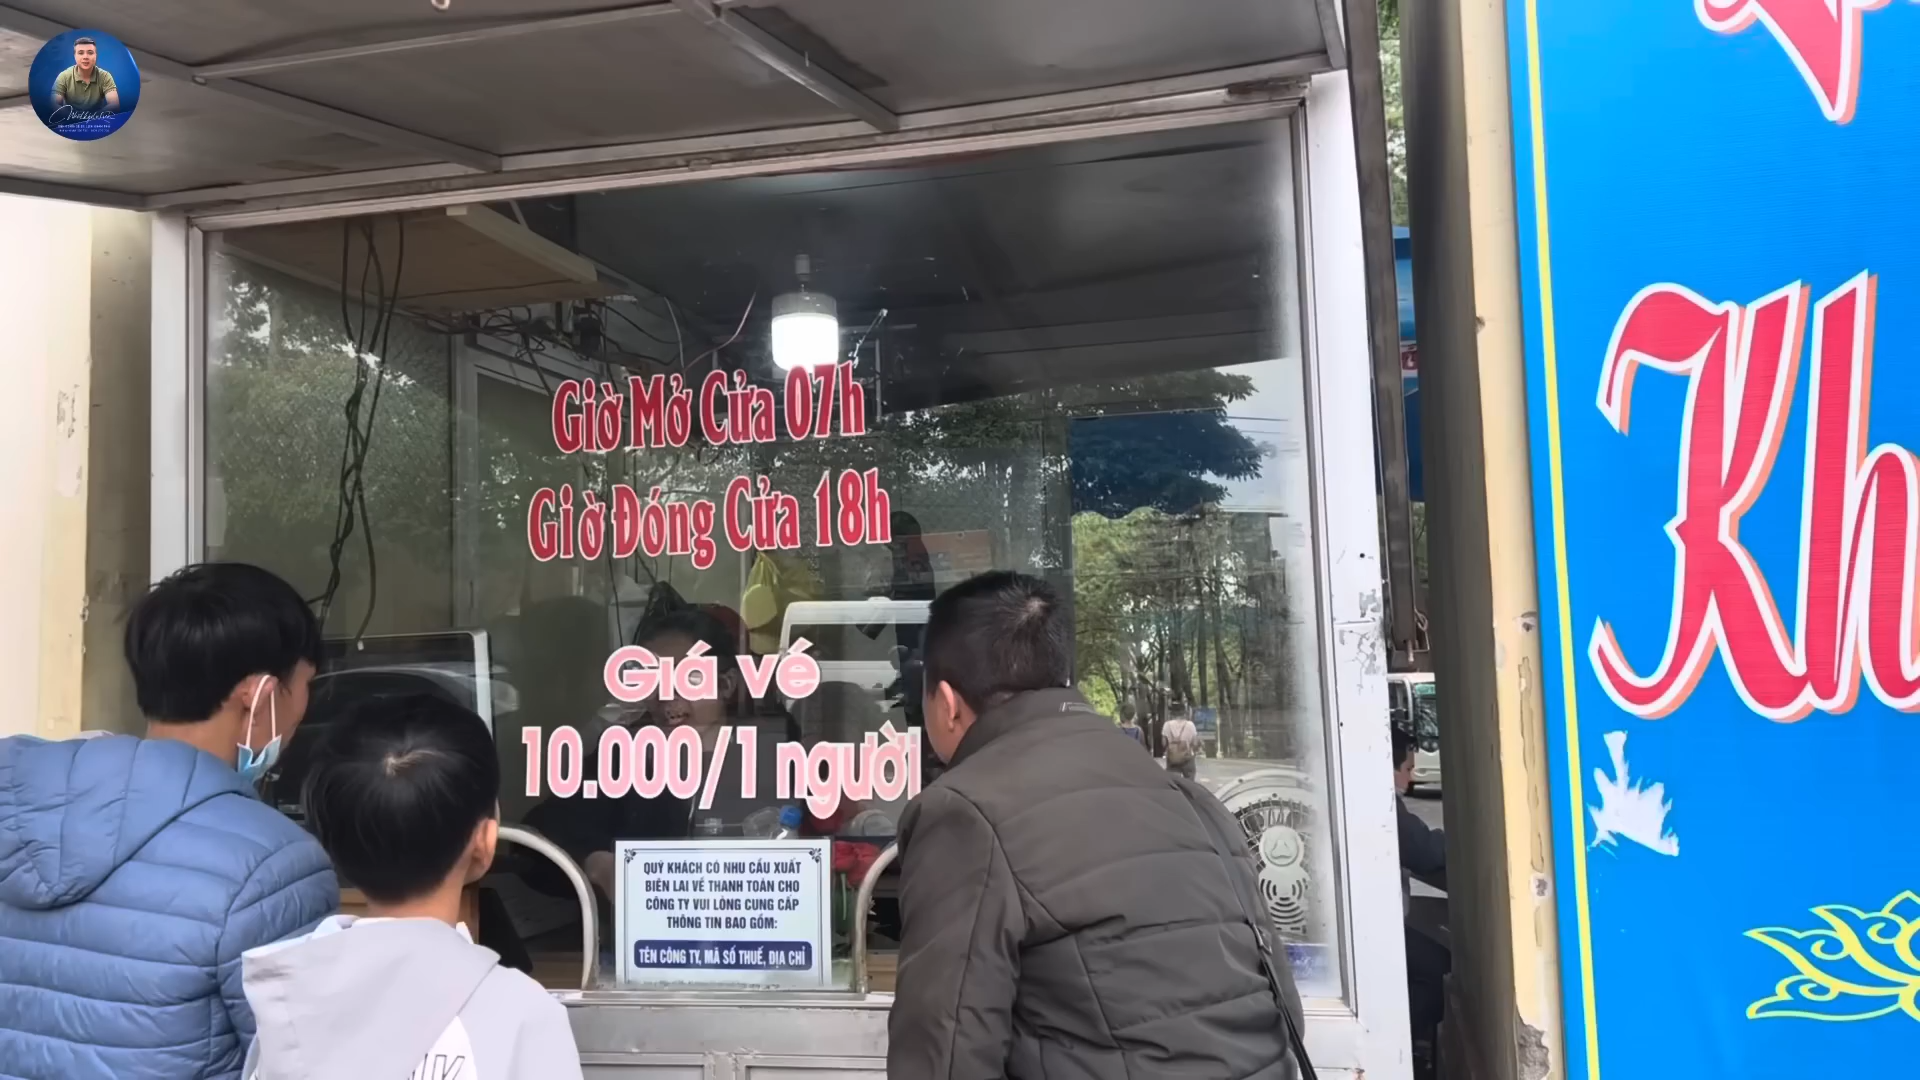 Giờ Mở Cửa 07h
Giờ Đóng Cửa 18h
Giá vé
10.000/1 người
QUÝ KHÁCH CÓ NHU CẦU XUẤT
BIÊN LAI VỀ THANH TOÁN CHO
CÔNG TY VUI LÒNG CUNG CẤP
THÔNG TIN BAO GỒM:
TÊN CÔNG TY, MÃ SỐ THUẾ, ĐỊA CHỈ
Kh